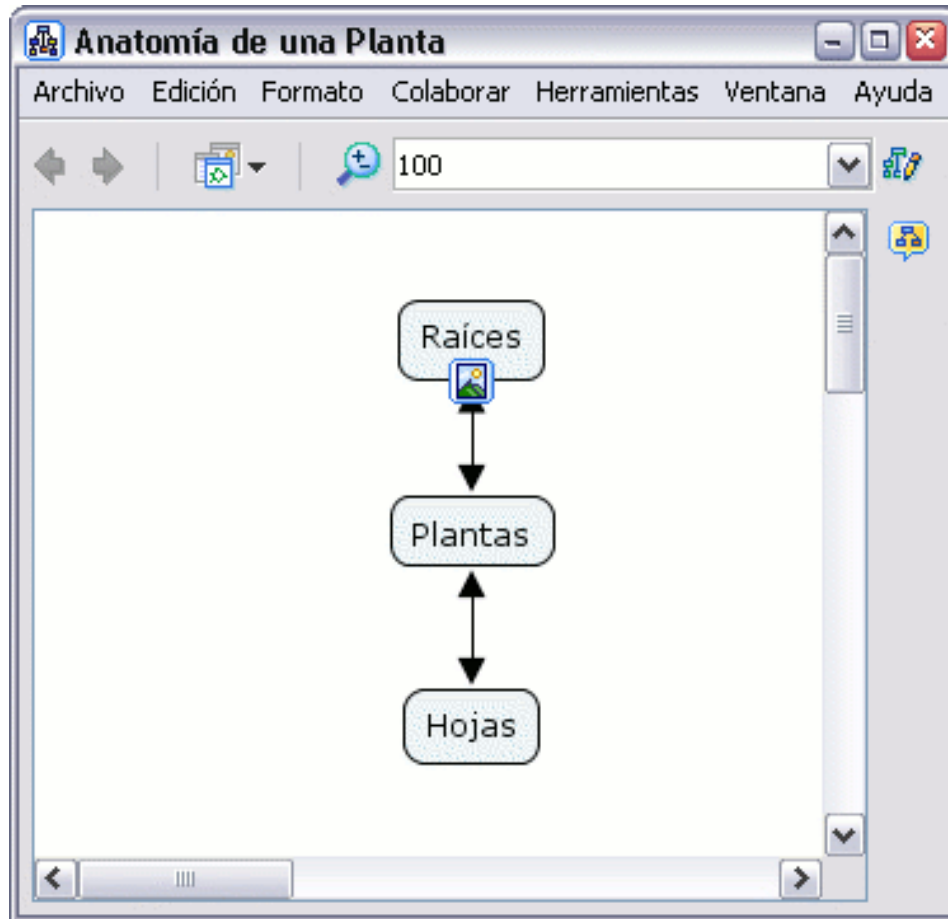 Anatomía de una Planta
Archivo Edición Formato Colaborar Herramientas Ventana Ayuda
100
Raíces
Plantas
Hojas